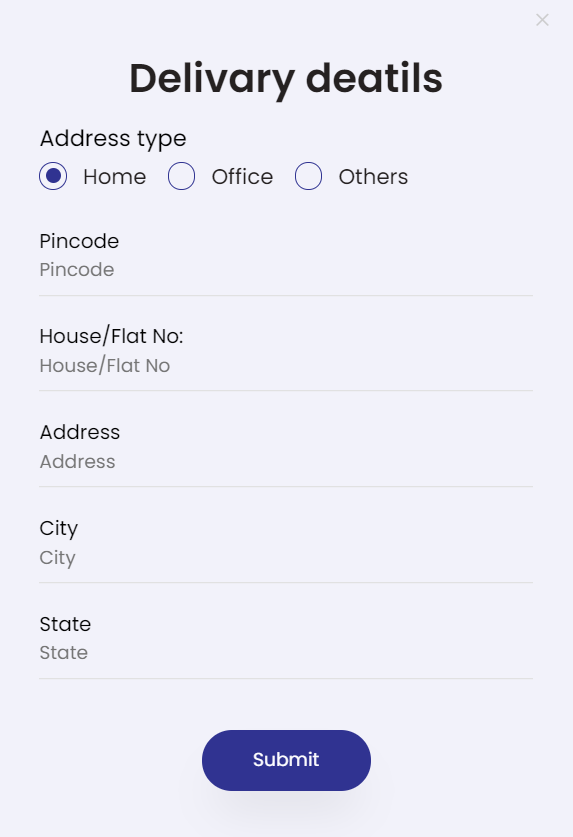 Delivary deatils
Address type
Home Office Others
Pincode
Pincode
House/Flat No:
House/Flat No
Address
Address
City
City
State
State
Submit